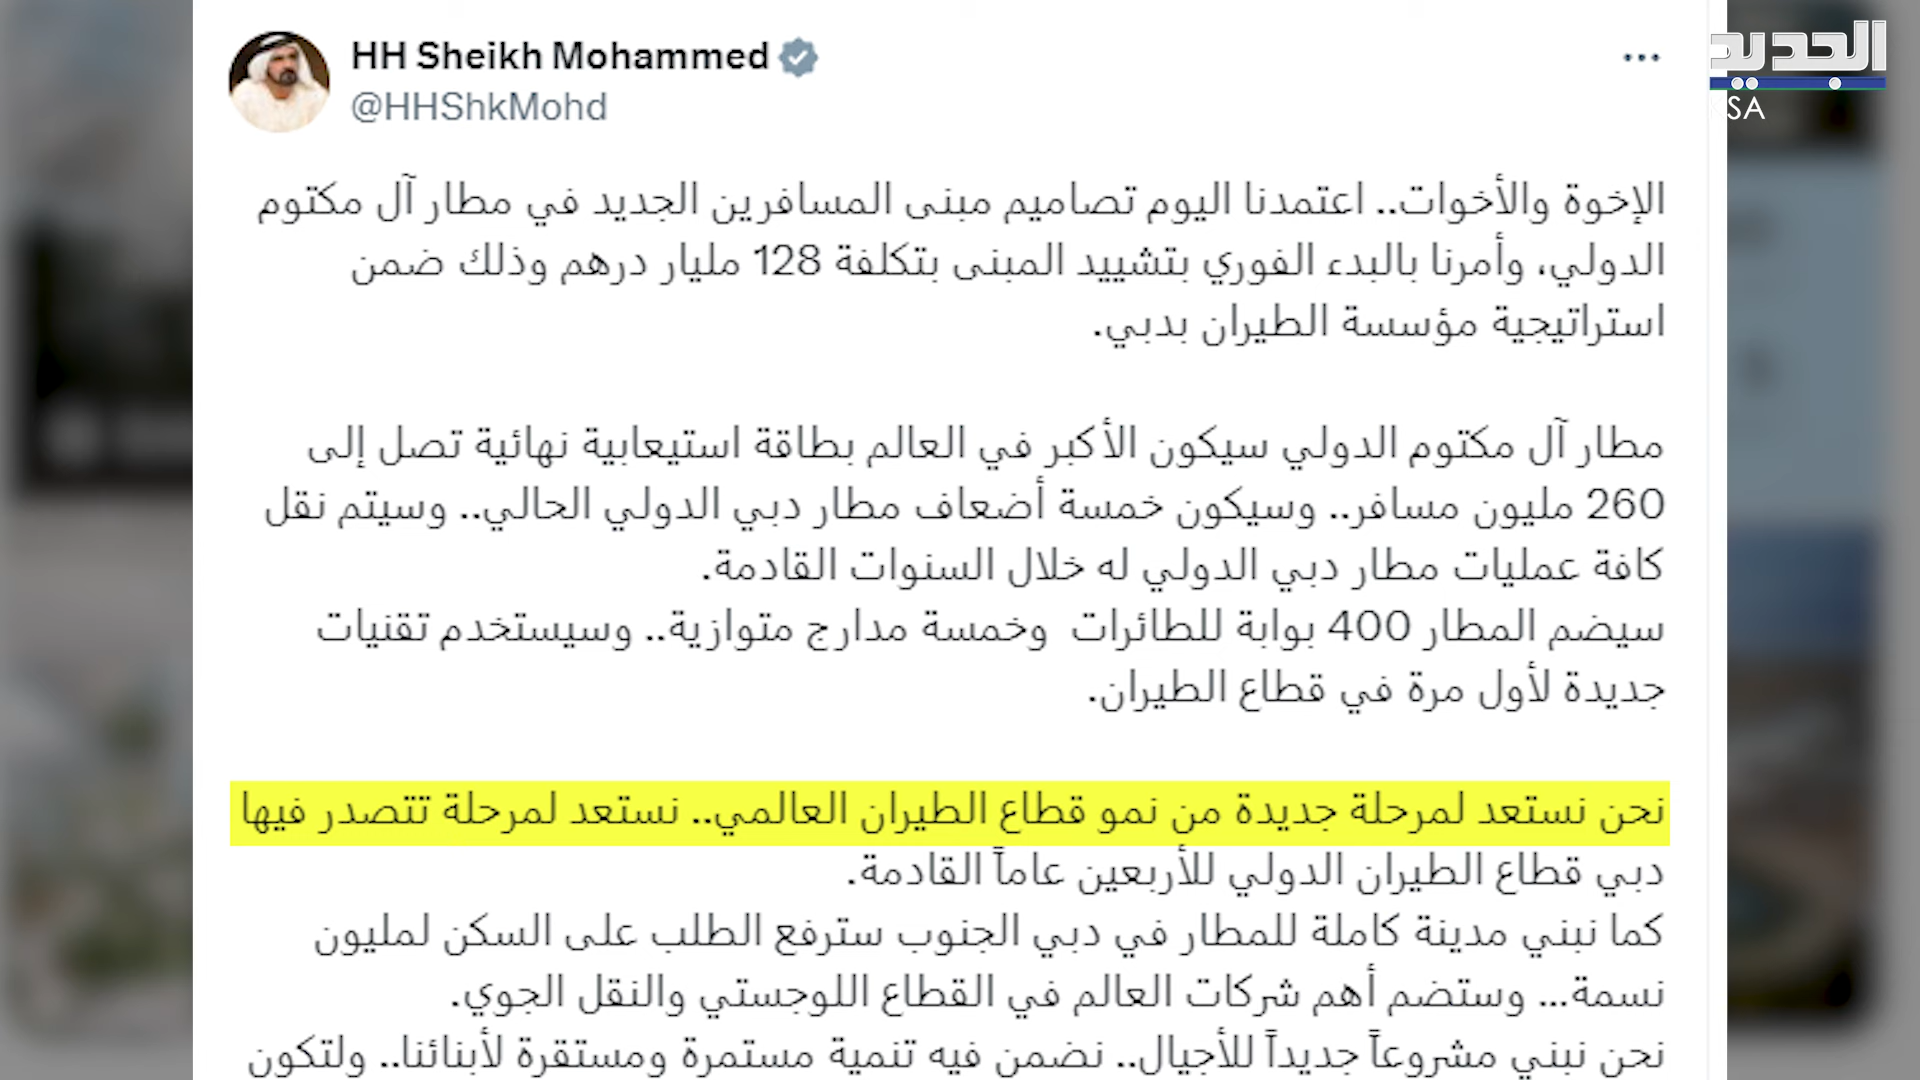 HH Sheikh Mohammed
@HHShkMohd
الجديد
KSA
الإخوة والأخوات.. اعتمدنا اليوم تصاميم مبنى المسافرين الجديد في مطار آل مكتوم
الدولي، وأمرنا بالبدء الفوري بتشييد المبنى بتكلفة 128 مليار درهم وذلك ضمن
استراتيجية مؤسسة الطيران بدبي.
مطار آل مكتوم الدولي سيكون الأكبر في العالم بطاقة استيعابية نهائية تصل إلى
260 مليون مسافر.. وسيكون خمسة أضعاف مطار دبي الدولي الحالي.. وسيتم نقل
كافة عمليات مطار دبي الدولي له خلال السنوات القادمة.
سيضم المطار 400 بوابة للطائرات وخمسة مدارج متوازية.. وسيستخدم تقنيات
جديدة لأول مرة في قطاع الطيران.
نحن نستعد لمرحلة جديدة من نمو قطاع الطيران العالمي.. نستعد لمرحلة تتصدر فيها
دبي قطاع الطيران الدولي للأربعين عاماً القادمة.
كما نبني مدينة كاملة للمطار في دبي الجنوب سترفع الطلب على السكن لمليون
نسمة... وستضم أهم شركات العالم في القطاع اللوجستي والنقل الجوي.
نحن نبني مشروعاً جديداً للأجيال.. نضمن فيه تنمية مستمرة ومستقرة لأبنائنا.. ولتكون